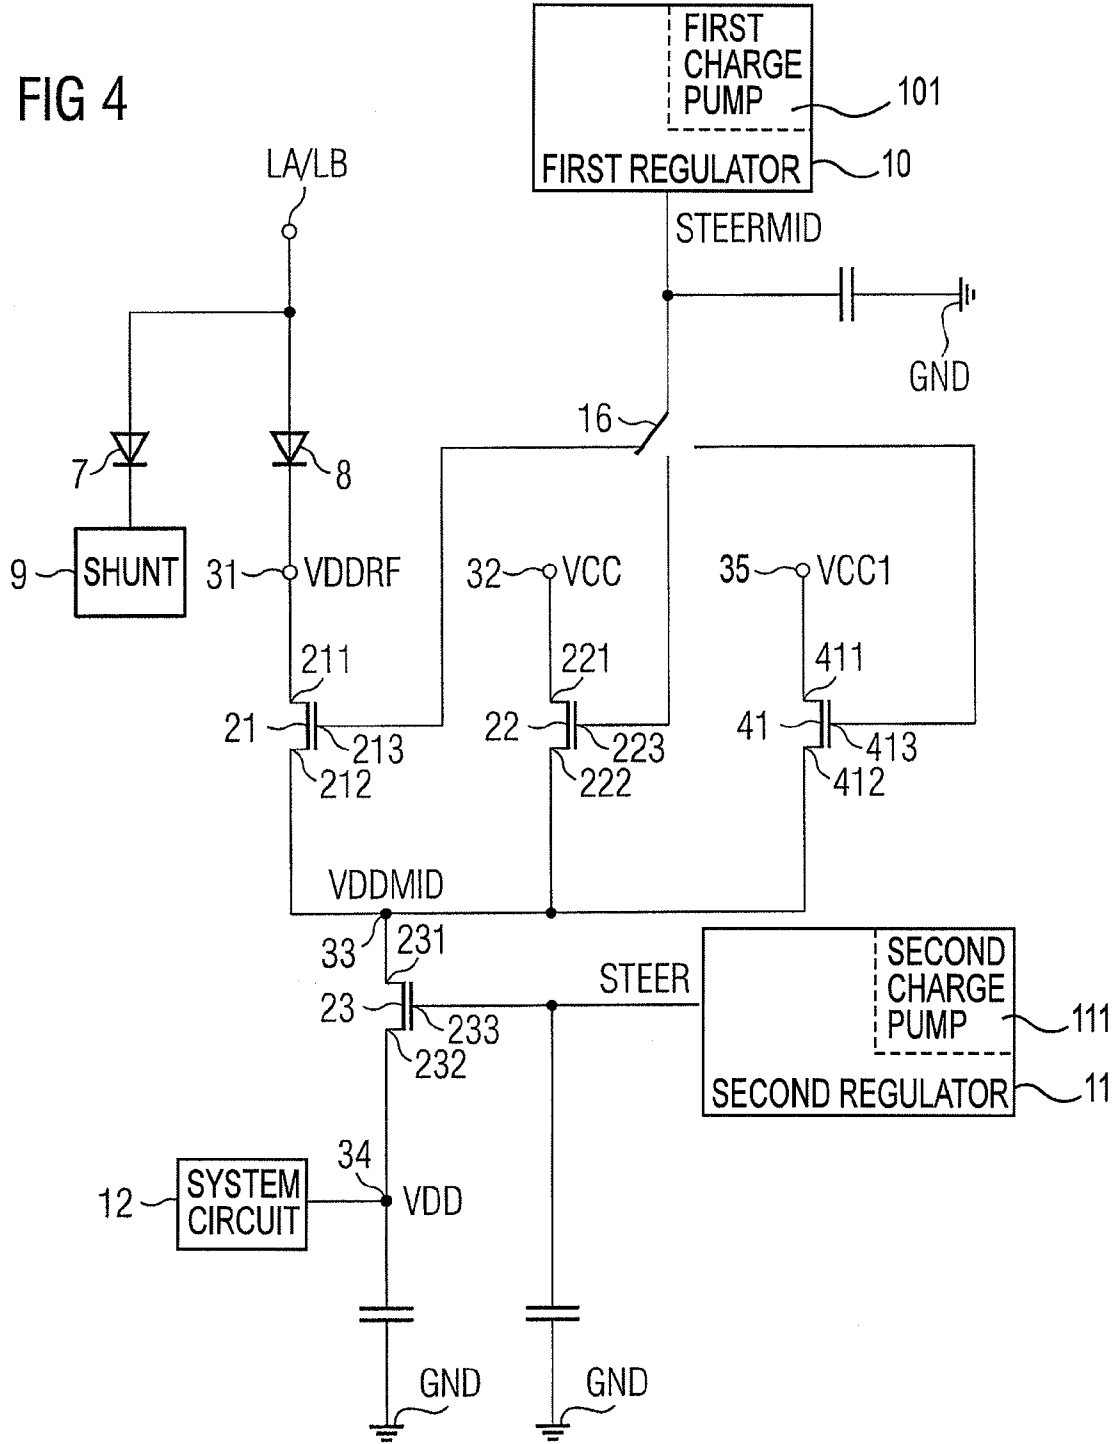 FIG 4
FIRST
CHARGE
PUMP
101
FIRST REGULATOR
10
LA/LB
STEERMID
GND
16
7
8
9
SHUNT
31
VDDRF
32
VCC
35
VCC1
211
221
411
21
213
22
223
41
413
212
222
412
VDDMID
33
231
SECOND
CHARGE
PUMP
111
STEER
23
233
232
SECOND REGULATOR
11
34
12
SYSTEM
CIRCUIT
VDD
GND
GND